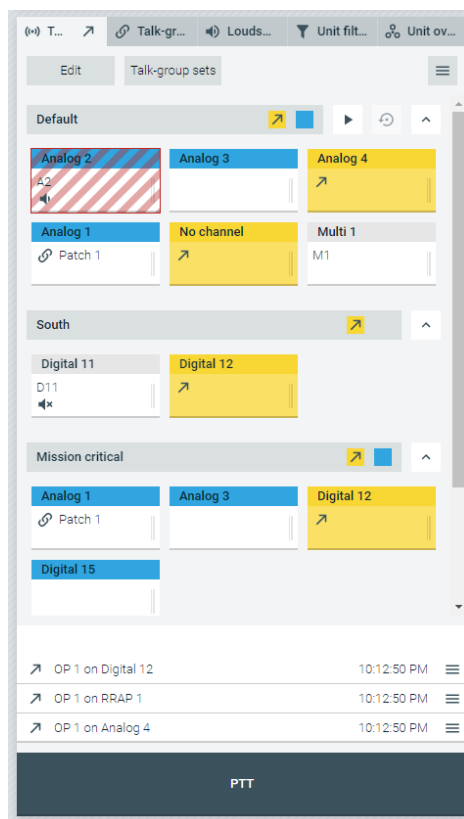 T... Talk-gr... Louds... Unit filt... Unit ov...
Edit Talk-group sets
Default
Analog 2 Analog 3 Analog 4
A2
Analog 1 No channel Multi 1
Patch 1 M1
South
Digital 11 Digital 12
D11
Mission critical
Analog 1 Analog 3 Digital 12
Patch 1
Digital 15
OP 1 on Digital 12 10:12:50 PM
OP 1 on RRAP 1 10:12:50 PM
OP 1 on Analog 4 10:12:50 PM
PTT